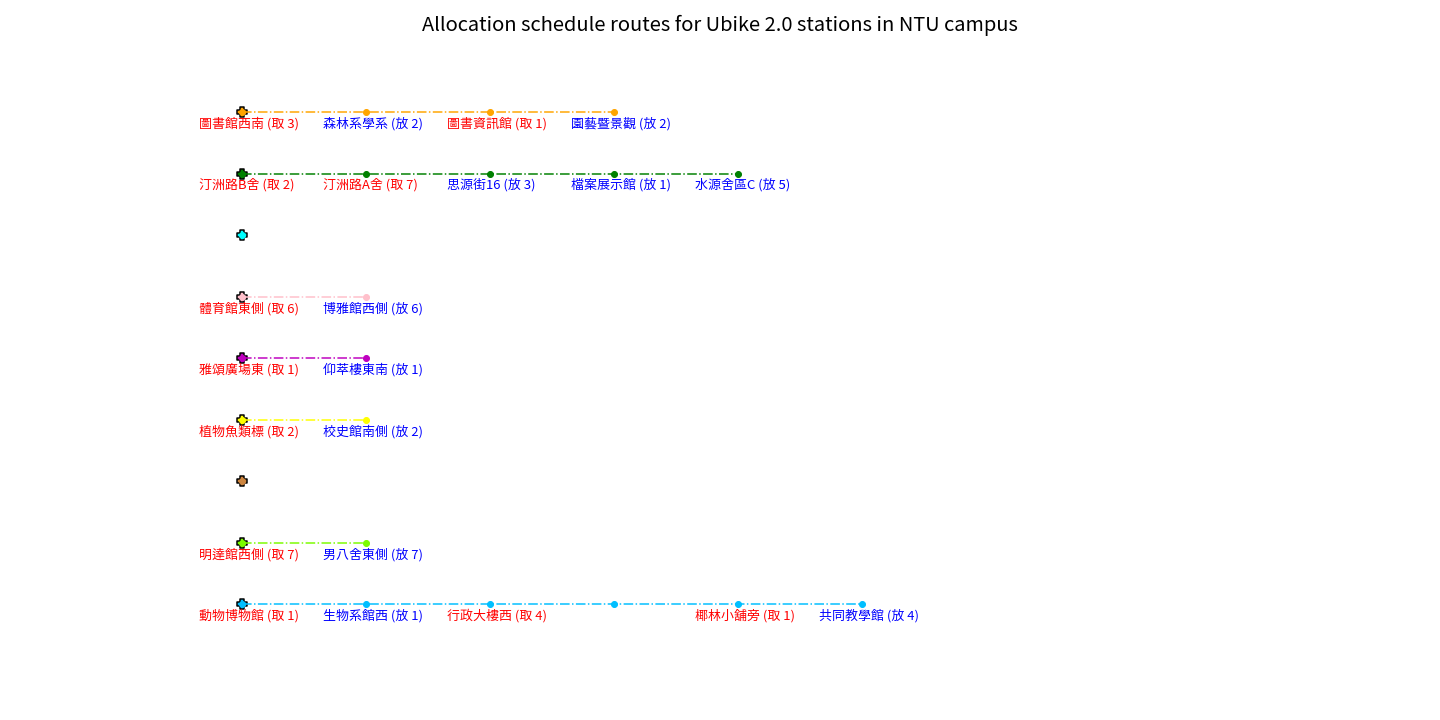 Allocation schedule routes for Ubike 2.0 stations in NTU campus
圖書館西南 (取 3) 森林系學系 (放 2) 圖書資訊館 (取 1) 園藝暨景觀 (放 2)
汀洲路B舍 (取 2) 汀洲路A舍 (取 7) 思源街16 (放 3) 檔案展示館 (放 1) 水源舍區C (放 5)
體育館東側 (取 6) 博雅館西側 (放 6)
雅頌廣場東 (取 1) 仰萃樓東南 (放 1)
植物魚類標 (取 2) 校史館南側 (放 2)
明達館西側 (取 7) 男八舍東側 (放 7)
動物博物館 (取 1) 生物系館西 (放 1) 行政大樓西 (取 4) 椰林小舖旁 (取 1) 共同教學館 (放 4)